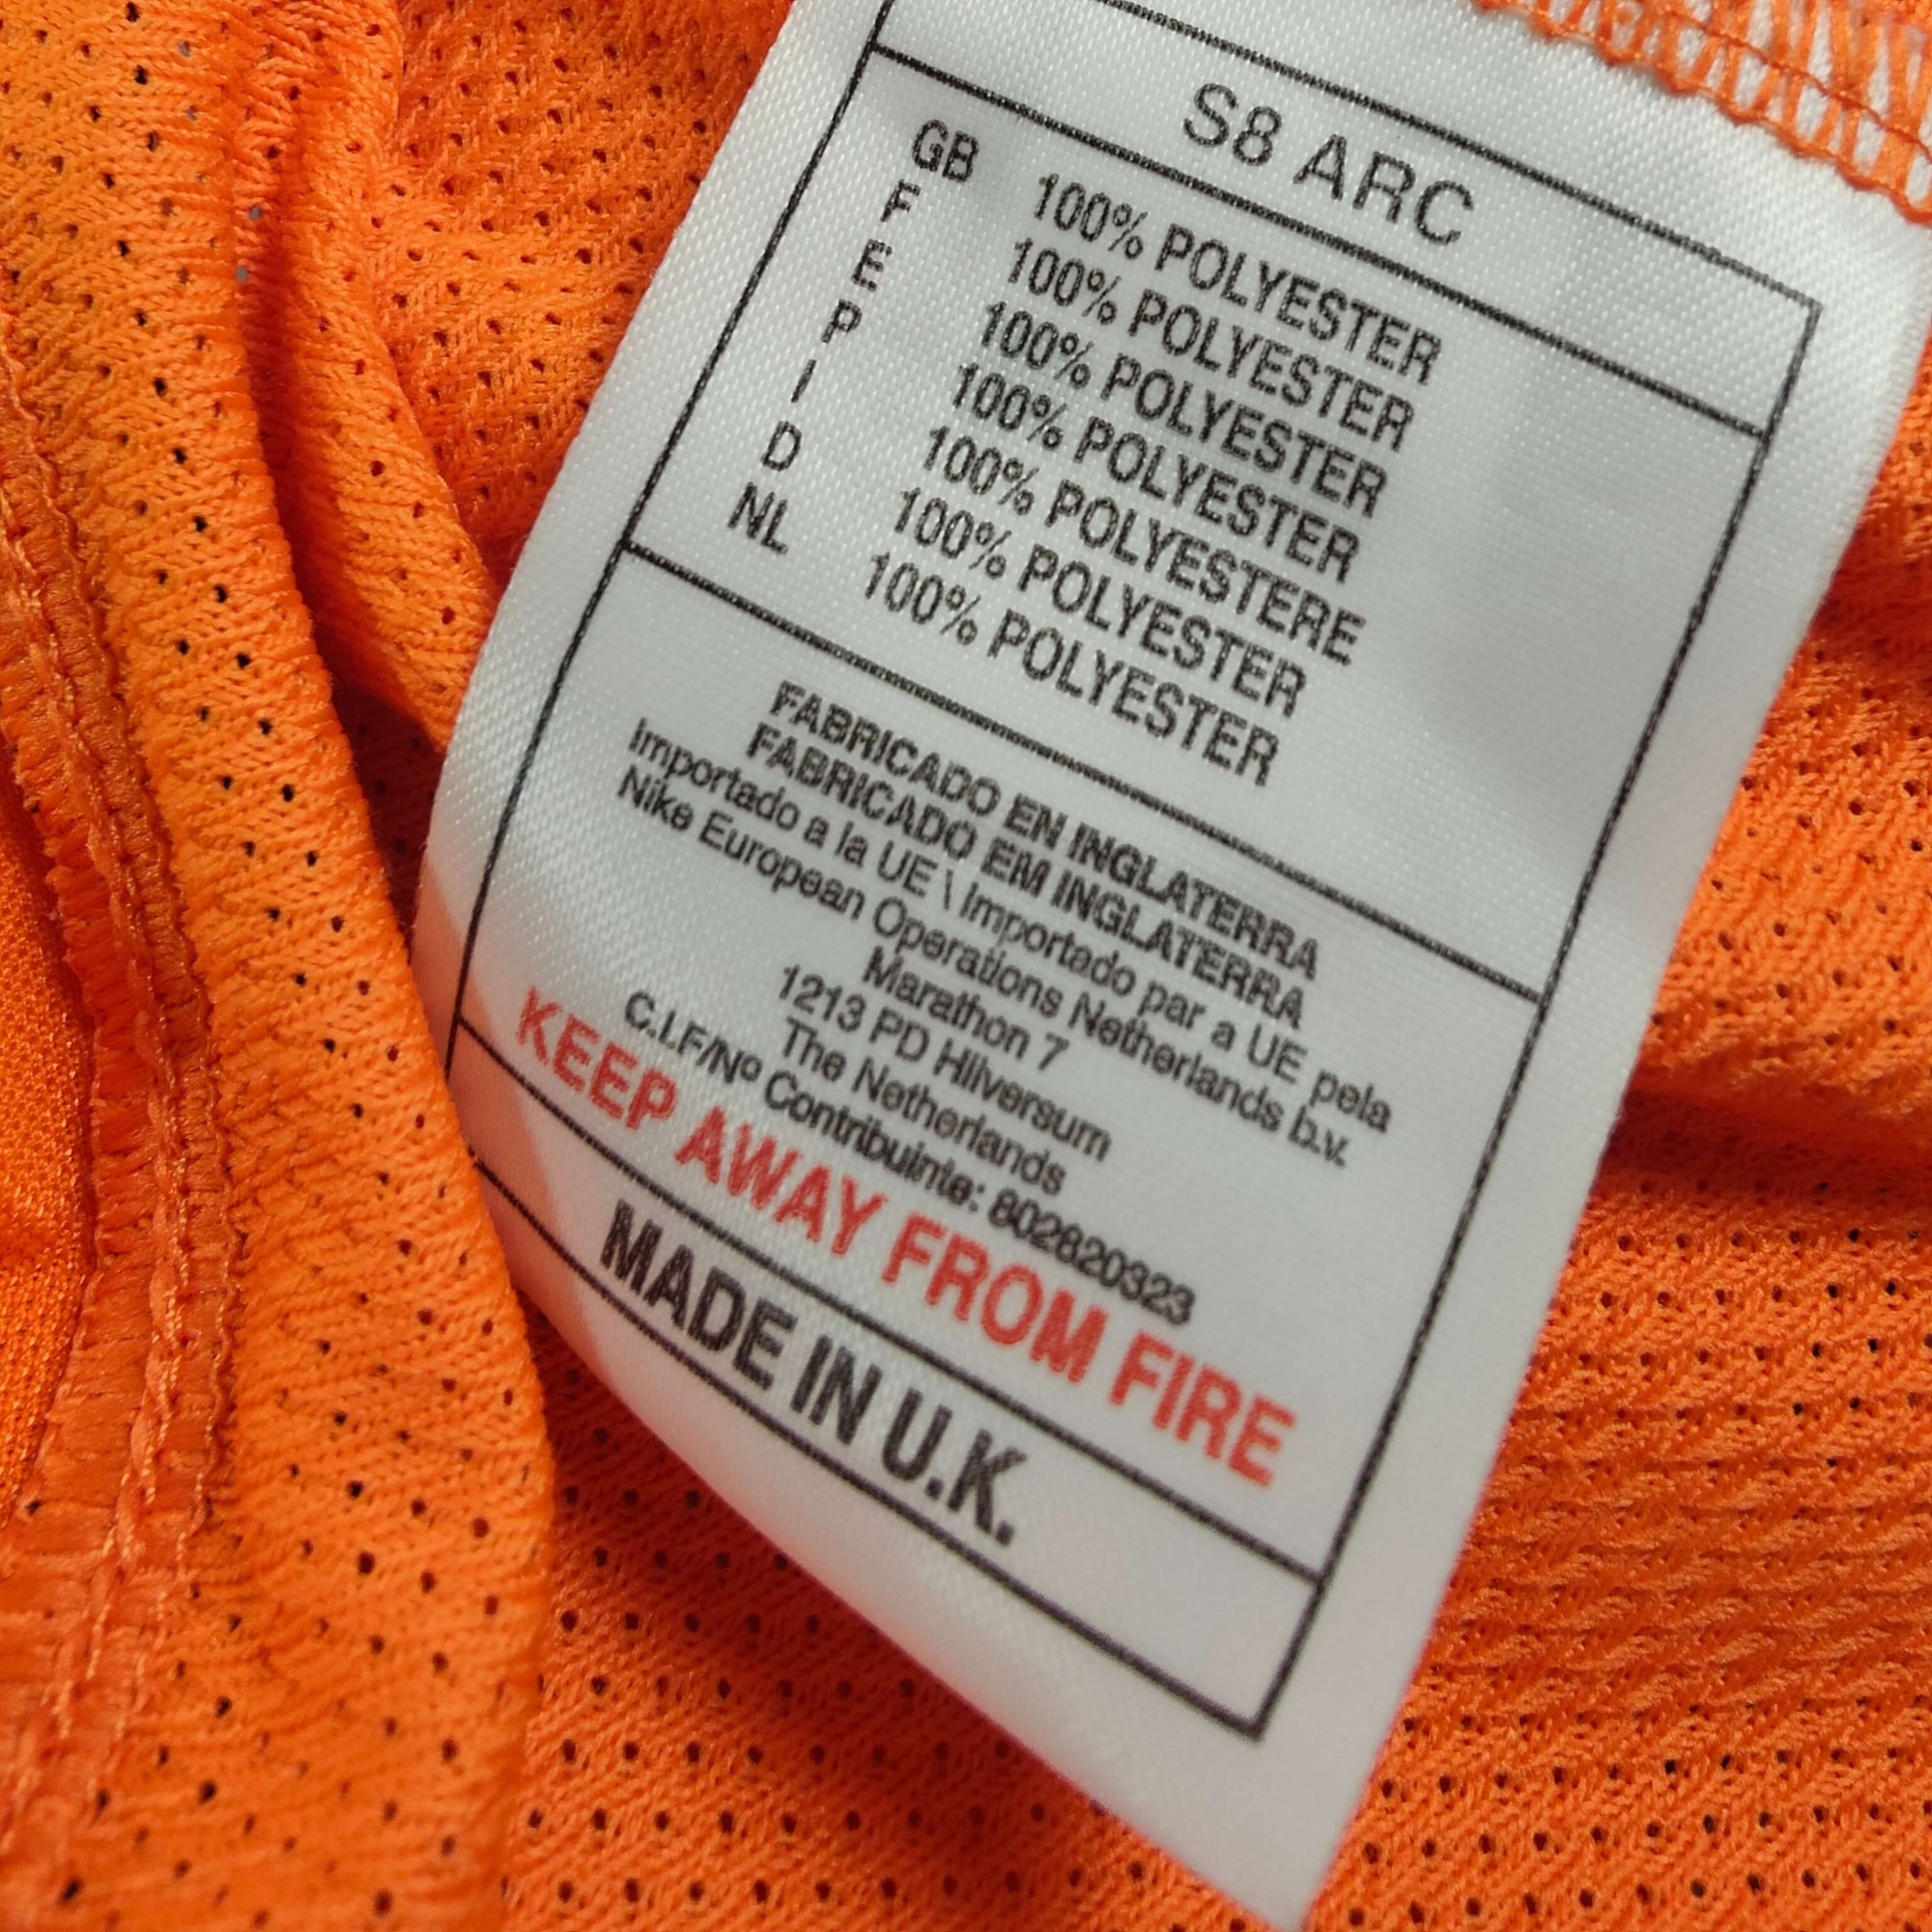 S8 ARC
GB 100% POLYESTER
F 100% POLYESTER
E 100% POLYESTER
P 100% POLYESTER
I 100% POLYESTERE
D 100% POLYESTER
NL 100% POLYESTER
FABRICADO EN INGLATERRA
FABRICADO EM INGLATERRA
Importado a la UE \ Importado par a UE pela
Nike European Operations Netherlands b.v.
Marathon 7
1213 PD Hilversum
The Netherlands
C.I.F/Nº Contribuinte: 802820323
KEEP AWAY FROM FIRE
MADE IN U.K.